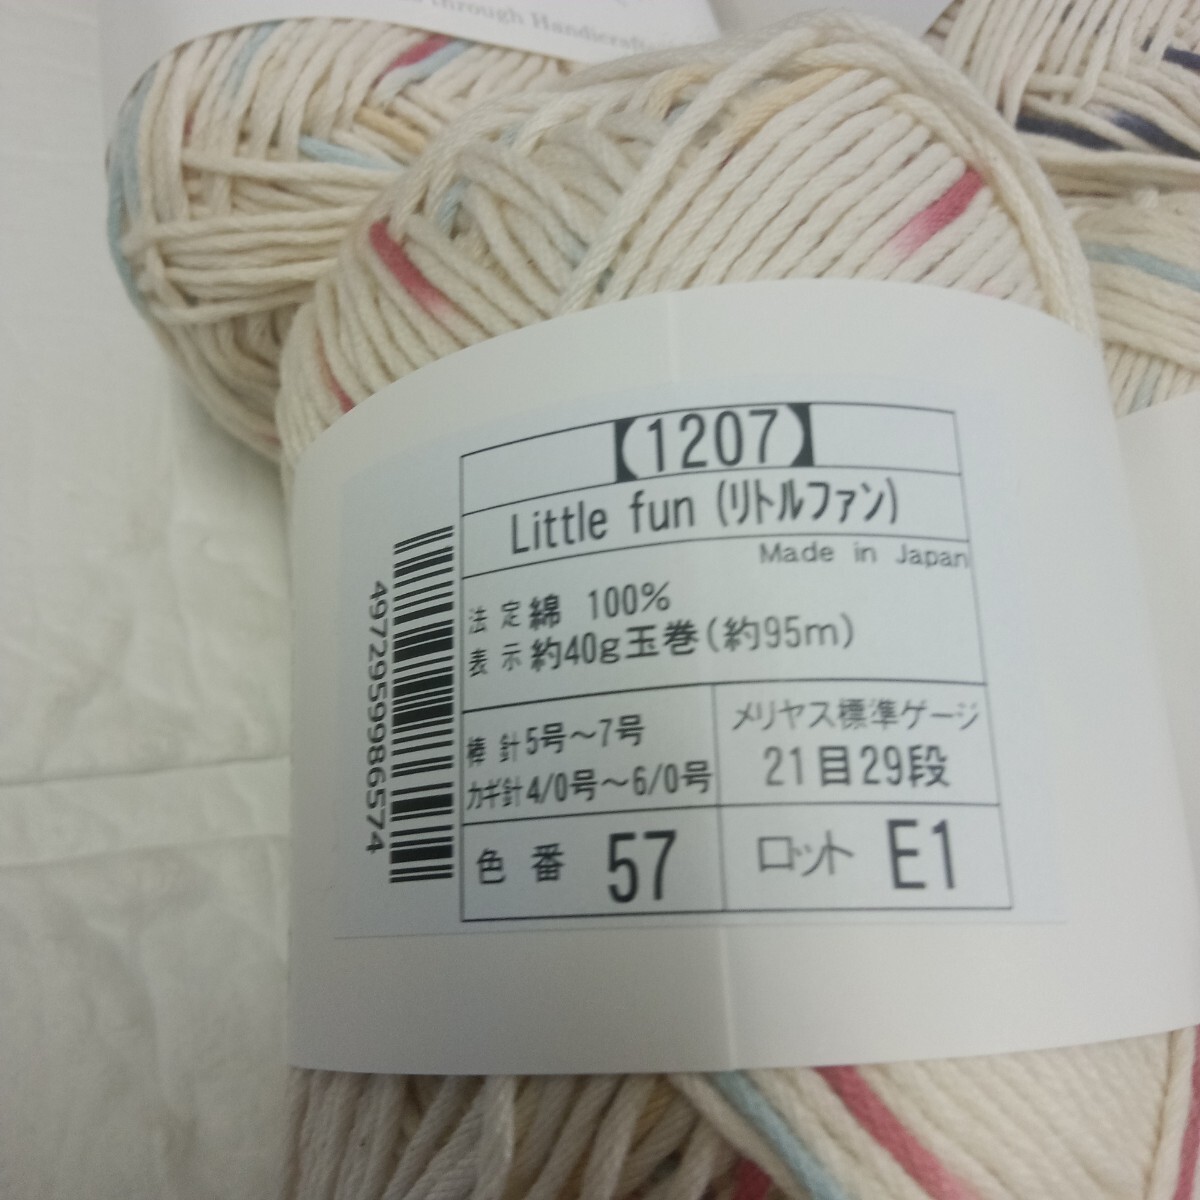 through Handicraft
【1207】
Little fun (リトルファン)
Made in Japan
法定 綿 100%
表示 約40g玉巻(約95m)
棒針 5号~7号
カギ針 4/0号~6/0号
メリヤス標準ゲージ
21目29段
色番 57
ロット E1
4972959986574